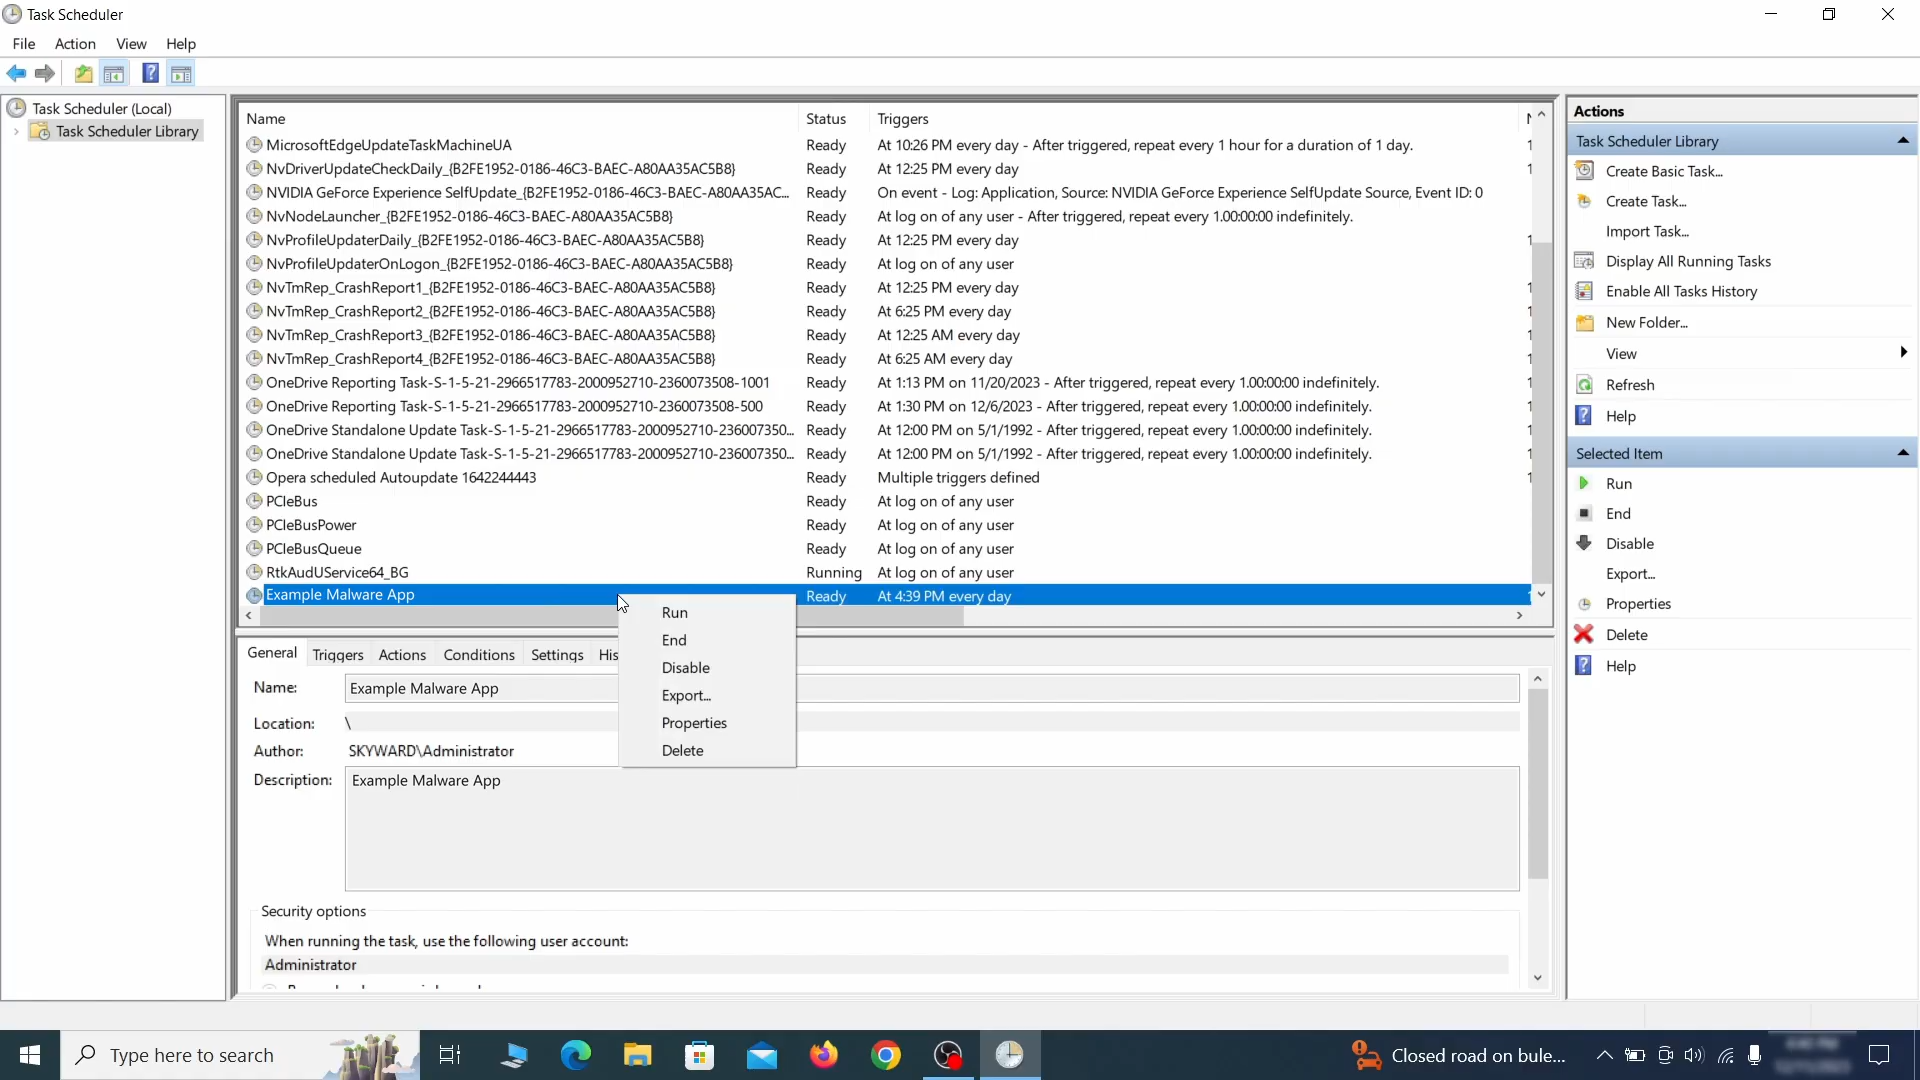 Task Scheduler
File Action View Help
Task Scheduler (Local)
Task Scheduler Library
Name Status Triggers
MicrosoftEdgeUpdateTaskMachineUA Ready At 10:26 PM every day - After triggered, repeat every 1 hour for a duration of 1 day.
NvDriverUpdateCheckDaily_{B2FE1952-0186-46C3-BAEC-A80AA35AC5B8} Ready At 12:25 PM every day
NVIDIA GeForce Experience SelfUpdate_{B2FE1952-0186-46C3-BAEC-A80AA35AC... Ready On event - Log: Application, Source: NVIDIA GeForce Experience SelfUpdate Source, Event ID: 0
NvNodeLauncher_{B2FE1952-0186-46C3-BAEC-A80AA35AC5B8} Ready At log on of any user - After triggered, repeat every 1.00:00:00 indefinitely.
NvProfileUpdaterDaily_{B2FE1952-0186-46C3-BAEC-A80AA35AC5B8} Ready At 12:25 PM every day
NvProfileUpdaterOnLogon_{B2FE1952-0186-46C3-BAEC-A80AA35AC5B8} Ready At log on of any user
NvTmRep_CrashReport1_{B2FE1952-0186-46C3-BAEC-A80AA35AC5B8} Ready At 12:25 PM every day
NvTmRep_CrashReport2_{B2FE1952-0186-46C3-BAEC-A80AA35AC5B8} Ready At 6:25 PM every day
NvTmRep_CrashReport3_{B2FE1952-0186-46C3-BAEC-A80AA35AC5B8} Ready At 12:25 AM every day
NvTmRep_CrashReport4_{B2FE1952-0186-46C3-BAEC-A80AA35AC5B8} Ready At 6:25 AM every day
OneDrive Reporting Task-S-1-5-21-2966517783-2000952710-2360073508-1001 Ready At 1:13 PM on 11/20/2023 - After triggered, repeat every 1.00:00:00 indefinitely.
OneDrive Reporting Task-S-1-5-21-2966517783-2000952710-2360073508-500 Ready At 1:30 PM on 12/6/2023 - After triggered, repeat every 1.00:00:00 indefinitely.
OneDrive Standalone Update Task-S-1-5-21-2966517783-2000952710-236007350... Ready At 12:00 PM on 5/1/1992 - After triggered, repeat every 1.00:00:00 indefinitely.
OneDrive Standalone Update Task-S-1-5-21-2966517783-2000952710-236007350... Ready At 12:00 PM on 5/1/1992 - After triggered, repeat every 1.00:00:00 indefinitely.
Opera scheduled Autoupdate 1642244443 Ready Multiple triggers defined
PCIeBus Ready At log on of any user
PCIeBusPower Ready At log on of any user
PCIeBusQueue Ready At log on of any user
RtkAudUService64_BG Running At log on of any user
Example Malware App Ready At 4:39 PM every day
Run
End
Disable
Export...
Properties
Delete
General Triggers Actions Conditions Settings His
Name: Example Malware App
Location: \
Author: SKYWARD\Administrator
Description: Example Malware App
Security options
When running the task, use the following user account:
Administrator
Actions
Task Scheduler Library
Create Basic Task...
Create Task...
Import Task...
Display All Running Tasks
Enable All Tasks History
New Folder...
View
Refresh
Help
Selected Item
Run
End
Disable
Export...
Properties
Delete
Help
Type here to search
Closed road on bule...